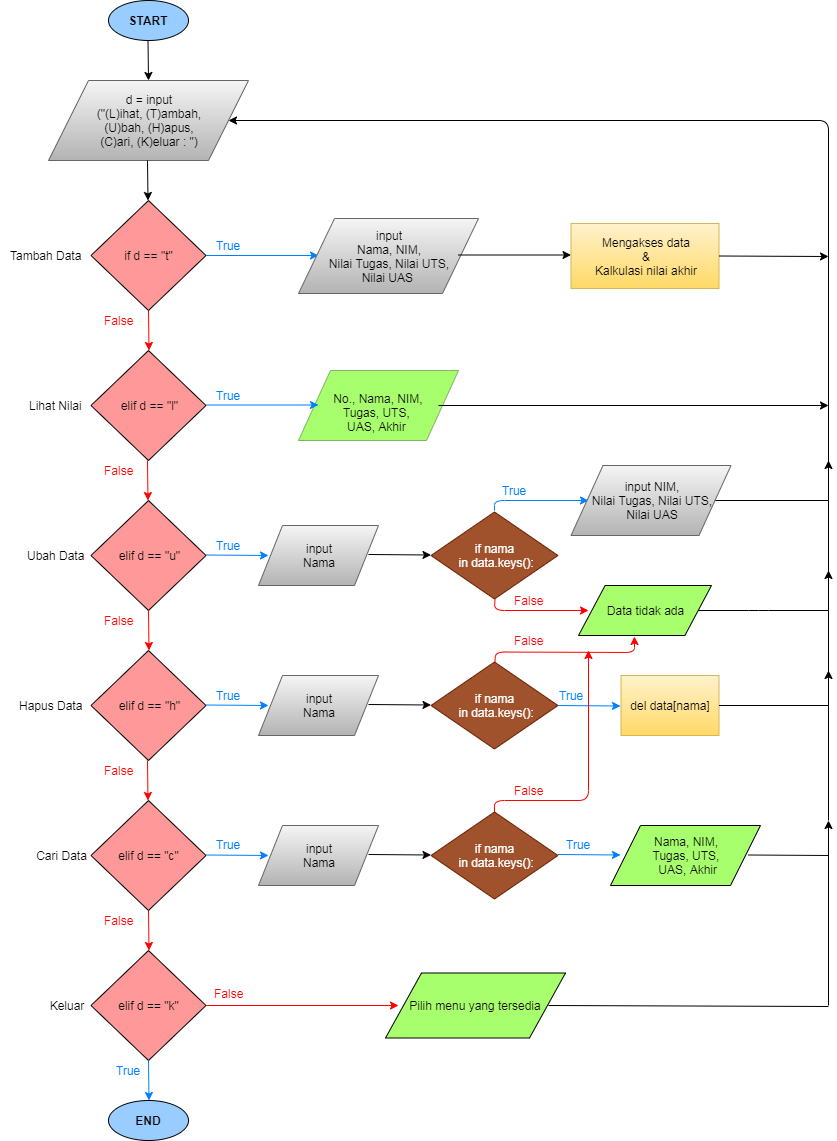 START
d = input
("(L)ihat, (T)ambah,
(U)bah, (H)apus,
(C)ari, (K)eluar : ")
Tambah Data
if d == "t"
True
input
Nama, NIM,
Nilai Tugas, Nilai UTS,
Nilai UAS
Mengakses data
&
Kalkulasi nilai akhir
False
Lihat Nilai
elif d == "l"
True
No., Nama, NIM,
Tugas, UTS,
UAS, Akhir
False
Ubah Data
elif d == "u"
True
input
Nama
if nama
in data.keys():
True
input NIM,
Nilai Tugas, Nilai UTS,
Nilai UAS
False
Data tidak ada
False
Hapus Data
elif d == "h"
True
input
Nama
if nama
in data.keys():
False
True
del data[nama]
False
Cari Data
elif d == "c"
True
input
Nama
if nama
in data.keys():
False
True
Nama, NIM,
Tugas, UTS,
UAS, Akhir
False
Keluar
elif d == "k"
False
Pilih menu yang tersedia
True
END